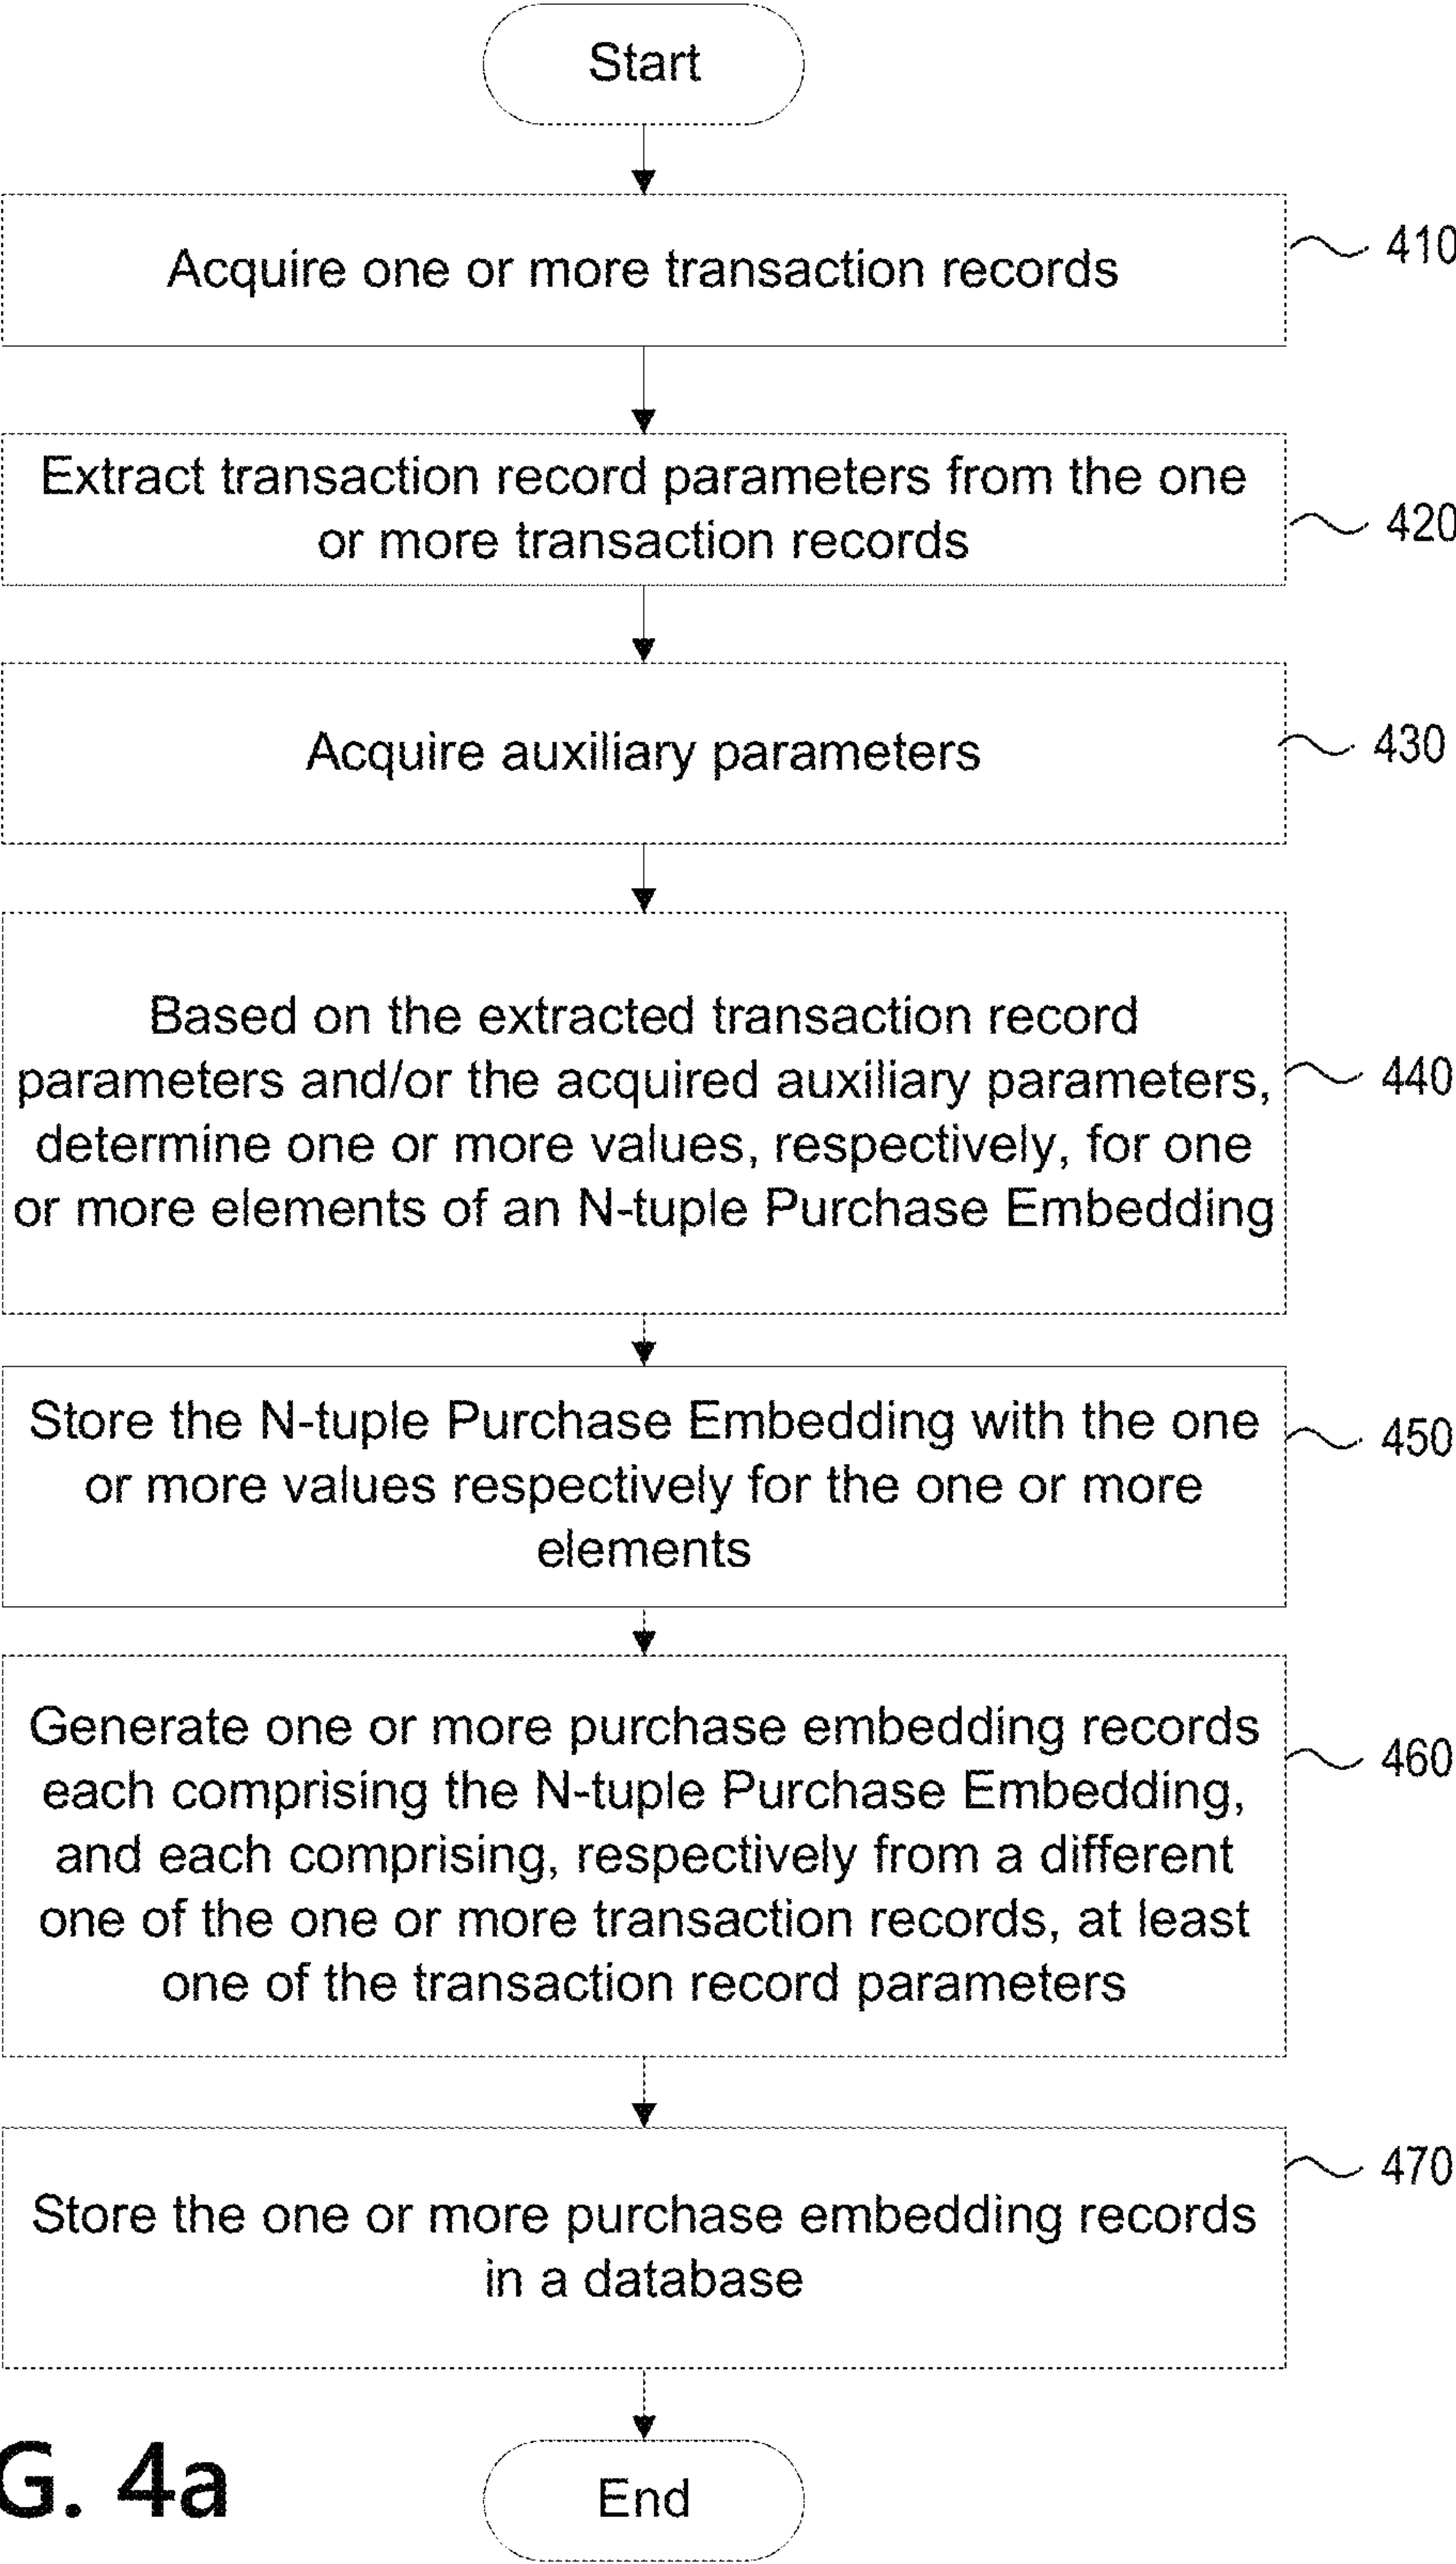 Start
Acquire one or more transaction records
410
Extract transaction record parameters from the one
or more transaction records
420
Acquire auxiliary parameters
430
Based on the extracted transaction record
parameters and/or the acquired auxiliary parameters,
determine one or more values, respectively, for one
or more elements of an N-tuple Purchase Embedding
440
Store the N-tuple Purchase Embedding with the one
or more values respectively for the one or more
elements
450
Generate one or more purchase embedding records
each comprising the N-tuple Purchase Embedding,
and each comprising, respectively from a different
one of the one or more transaction records, at least
one of the transaction record parameters
460
Store the one or more purchase embedding records
in a database
470
End
G. 4a